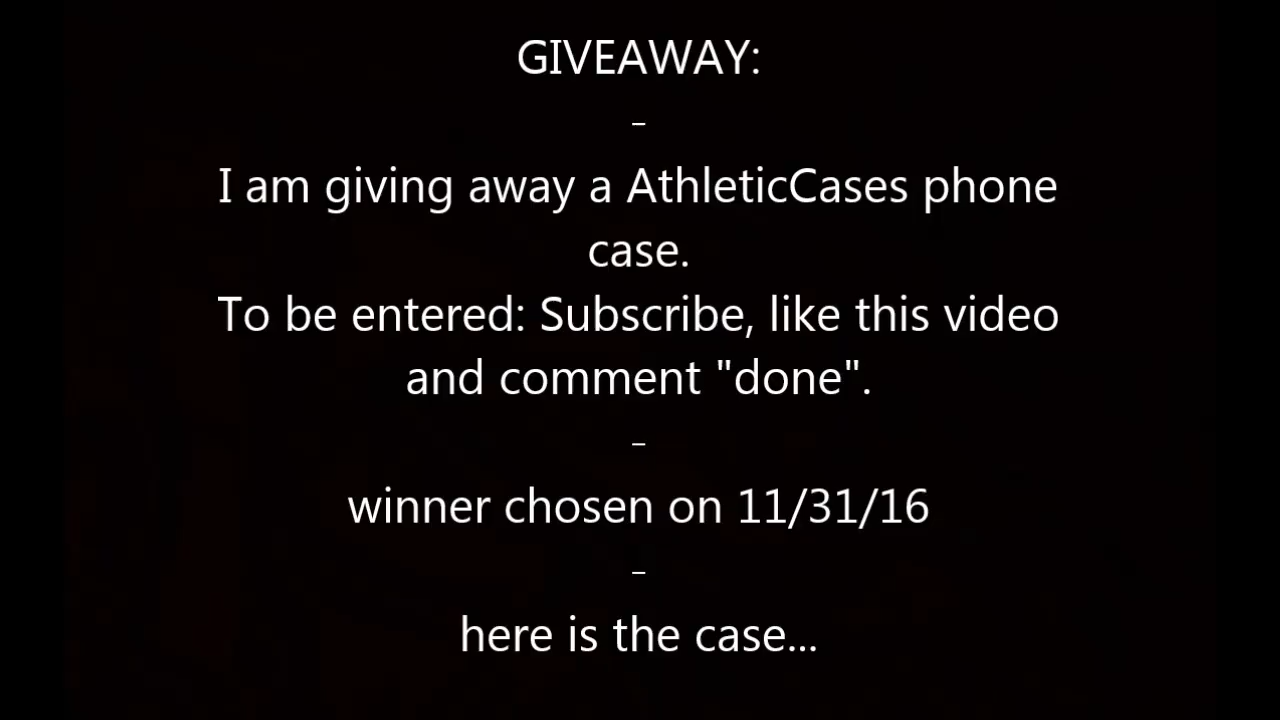 GIVEAWAY:
-
I am giving away a AthleticCases phone
case.
To be entered: Subscribe, like this video
and comment "done".
-
winner chosen on 11/31/16
-
here is the case...